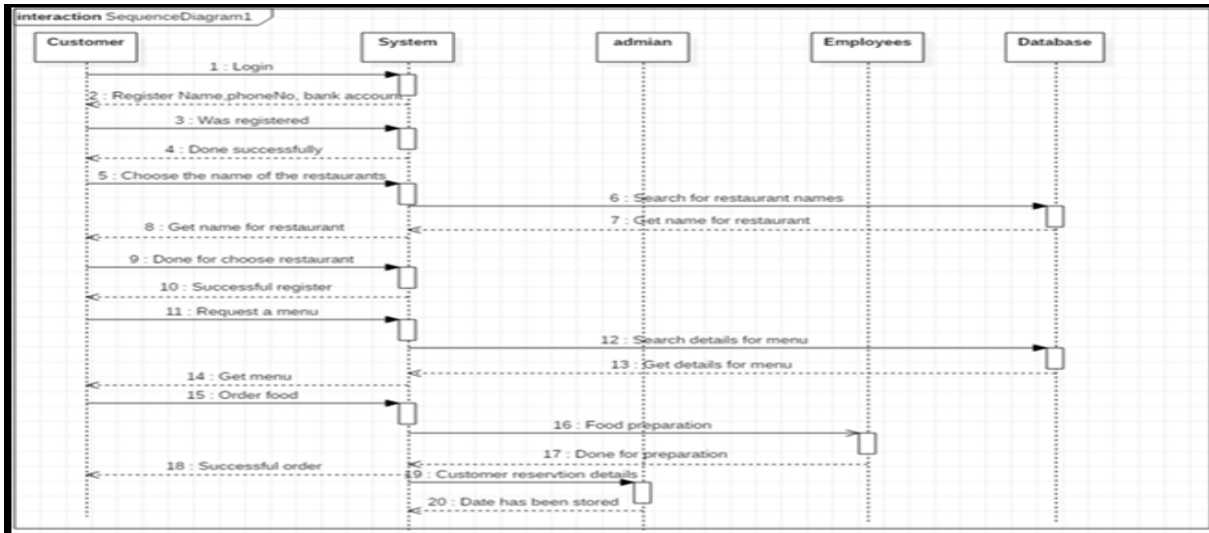 interaction SequenceDiagram1
Customer
System
admian
Employees
Database
1 : Login
2 : Register Name,phoneNo, bank account
3 : Was registered
4 : Done successfully
5 : Choose the name of the restaurants
6 : Search for restaurant names
7 : Get name for restaurant
8 : Get name for restaurant
9 : Done for choose restaurant
10 : Successful register
11 : Request a menu
12 : Search details for menu
13 : Get details for menu
14 : Get menu
15 : Order food
16 : Food preparation
17 : Done for preparation
18 : Successful order
19 : Customer reservtion details
20 : Date has been stored